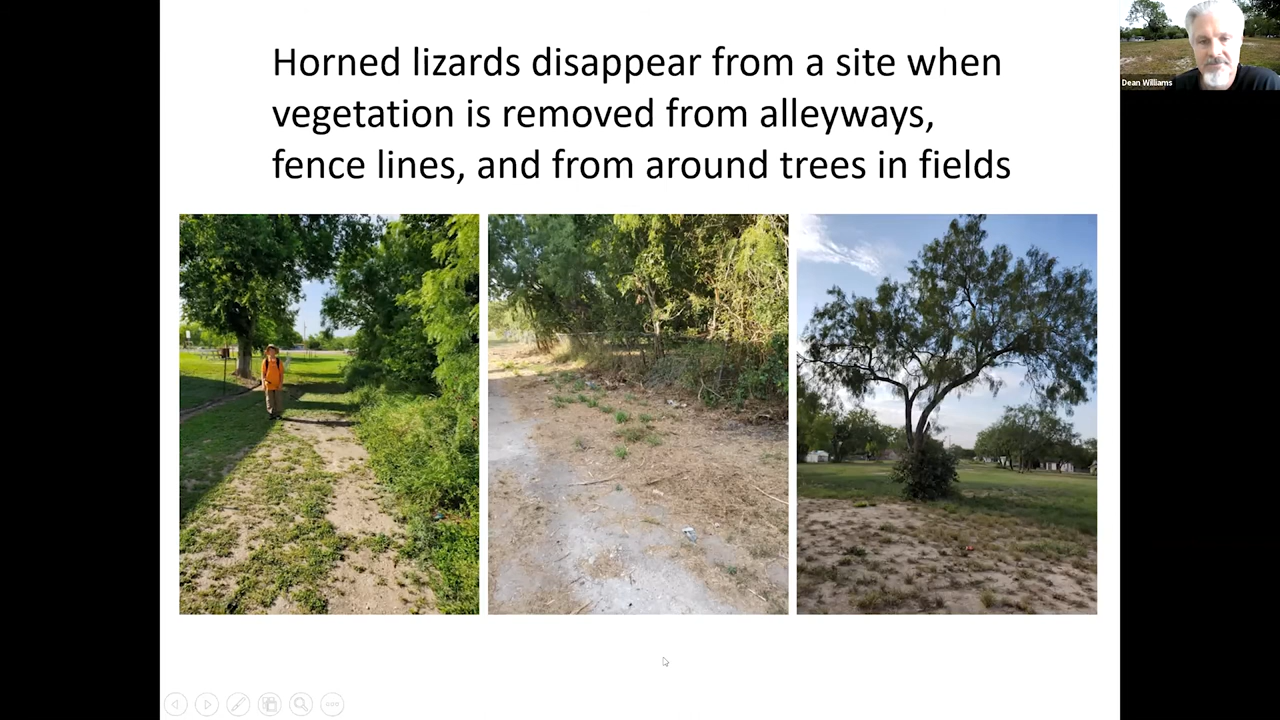 Horned lizards disappear from a site when
vegetation is removed from alleyways,
fence lines, and from around trees in fields
Dean Williams